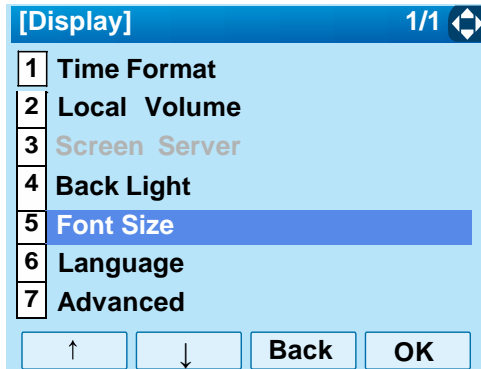 [Display] 1/1
1 Time Format
2 Local Volume
3 Screen Server
4 Back Light
5 Font Size
6 Language
7 Advanced
↑ ↓ Back OK